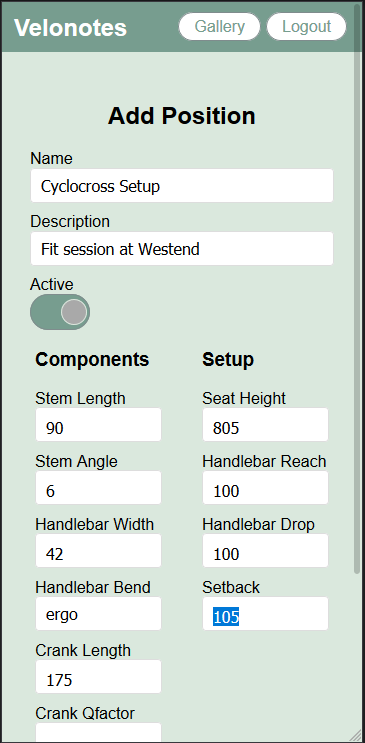 Velonotes
Gallery
Logout
Add Position
Name
Cyclocross Setup
Description
Fit session at Westend
Active
Components
Stem Length
90
Stem Angle
6
Handlebar Width
42
Handlebar Bend
ergo
Crank Length
175
Crank Qfactor
Setup
Seat Height
805
Handlebar Reach
100
Handlebar Drop
100
Setback
105